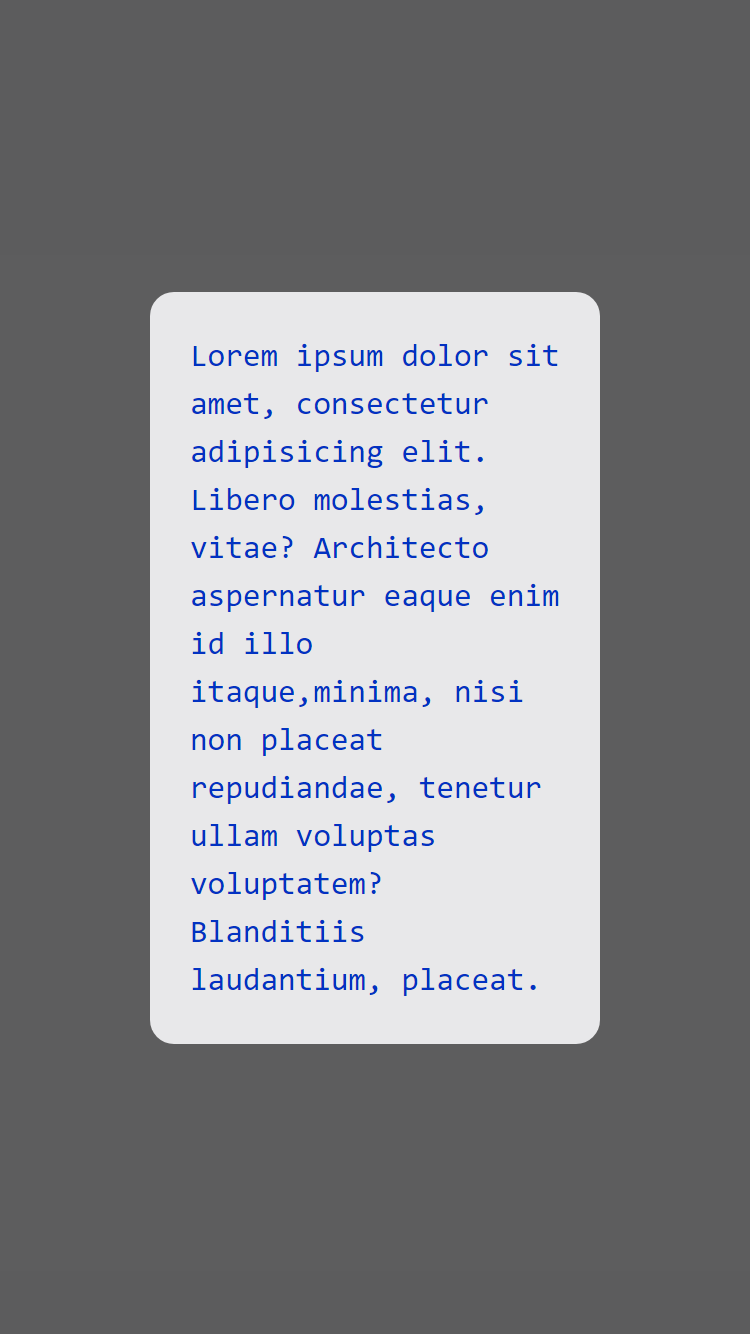 Lorem ipsum dolor sit
amet, consectetur
adipisicing elit.
Libero molestias,
vitae? Architecto
aspernatur eaque enim
id illo
itaque,minima, nisi
non placeat
repudiandae, tenetur
ullam voluptas
voluptatem?
Blanditiis
laudantium, placeat.